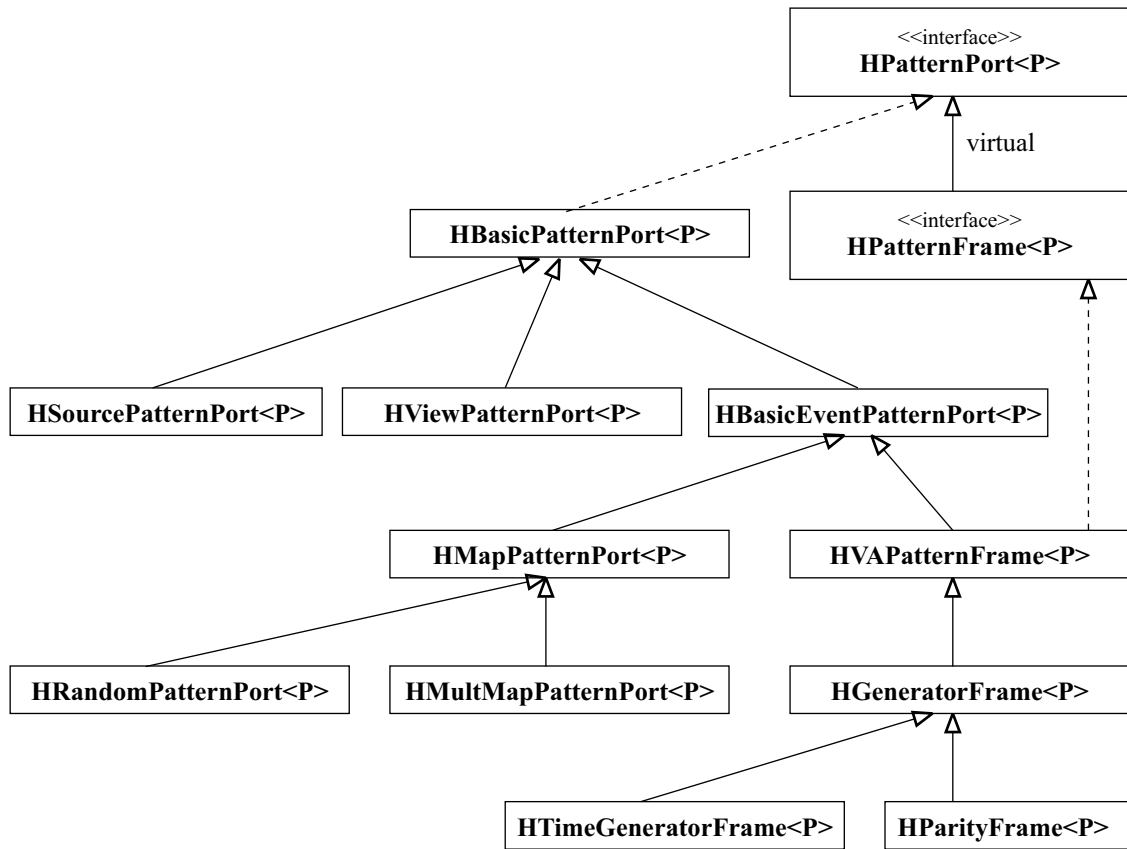 <<interface>>
HPatternPort<P>
virtual
<<interface>>
HPatternFrame<P>
HBasicPatternPort<P>
HSourcePatternPort<P>
HViewPatternPort<P>
HBasicEventPatternPort<P>
HMapPatternPort<P>
HVAPatternFrame<P>
HRandomPatternPort<P>
HMultMapPatternPort<P>
HGeneratorFrame<P>
HTimeGeneratorFrame<P>
HParityFrame<P>